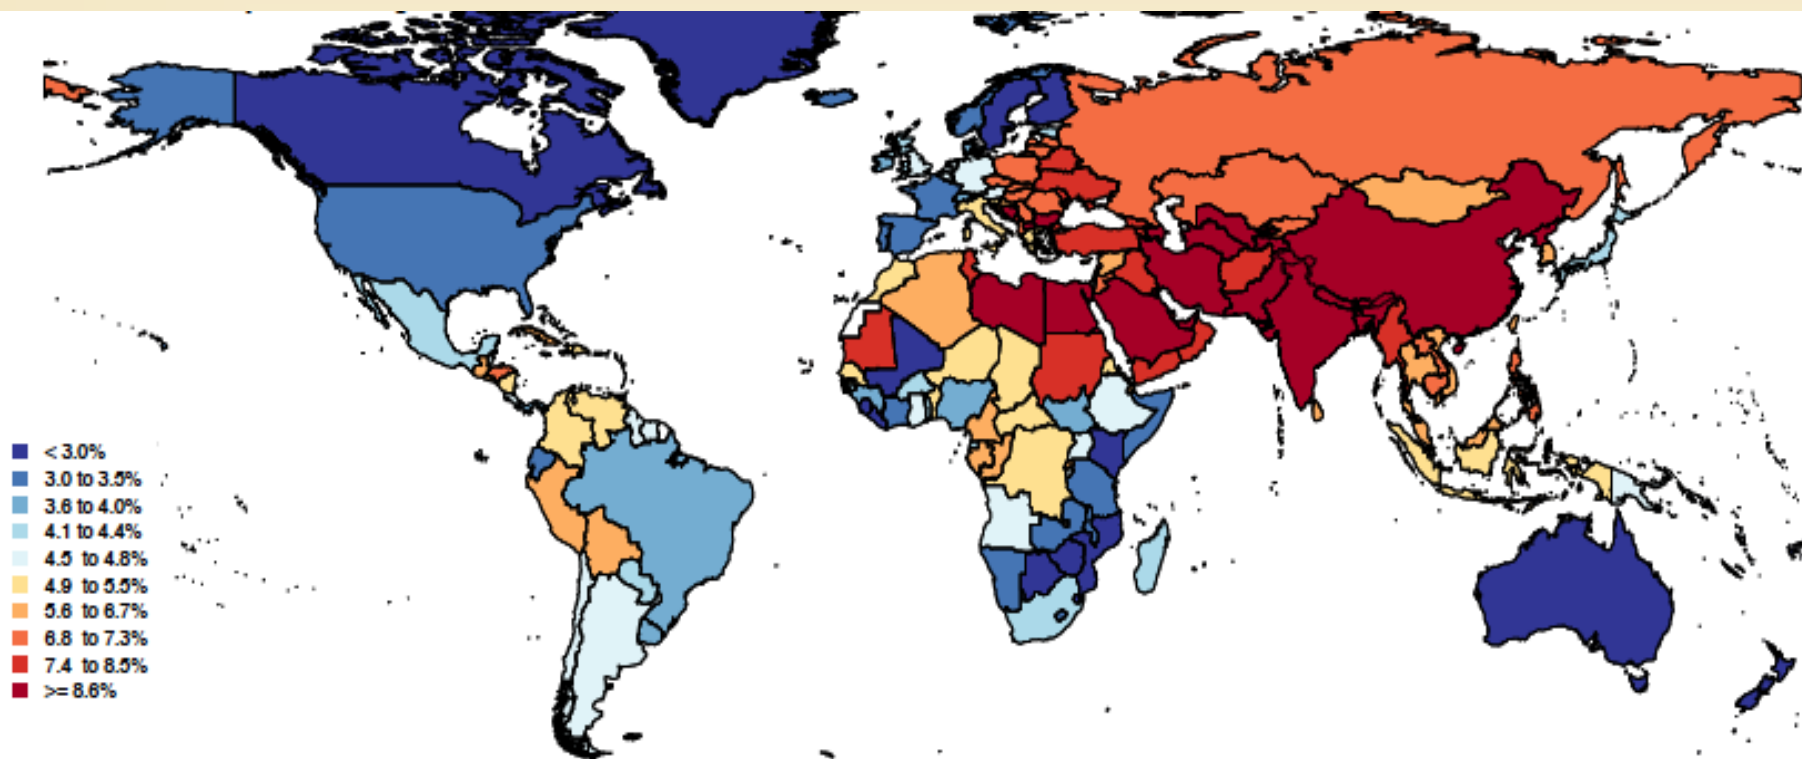 < 3.0%
3.0 to 3.5%
3.6 to 4.0%
4.1 to 4.4%
4.5 to 4.8%
4.9 to 5.5%
5.6 to 6.7%
6.8 to 7.3%
7.4 to 8.5%
>= 8.6%